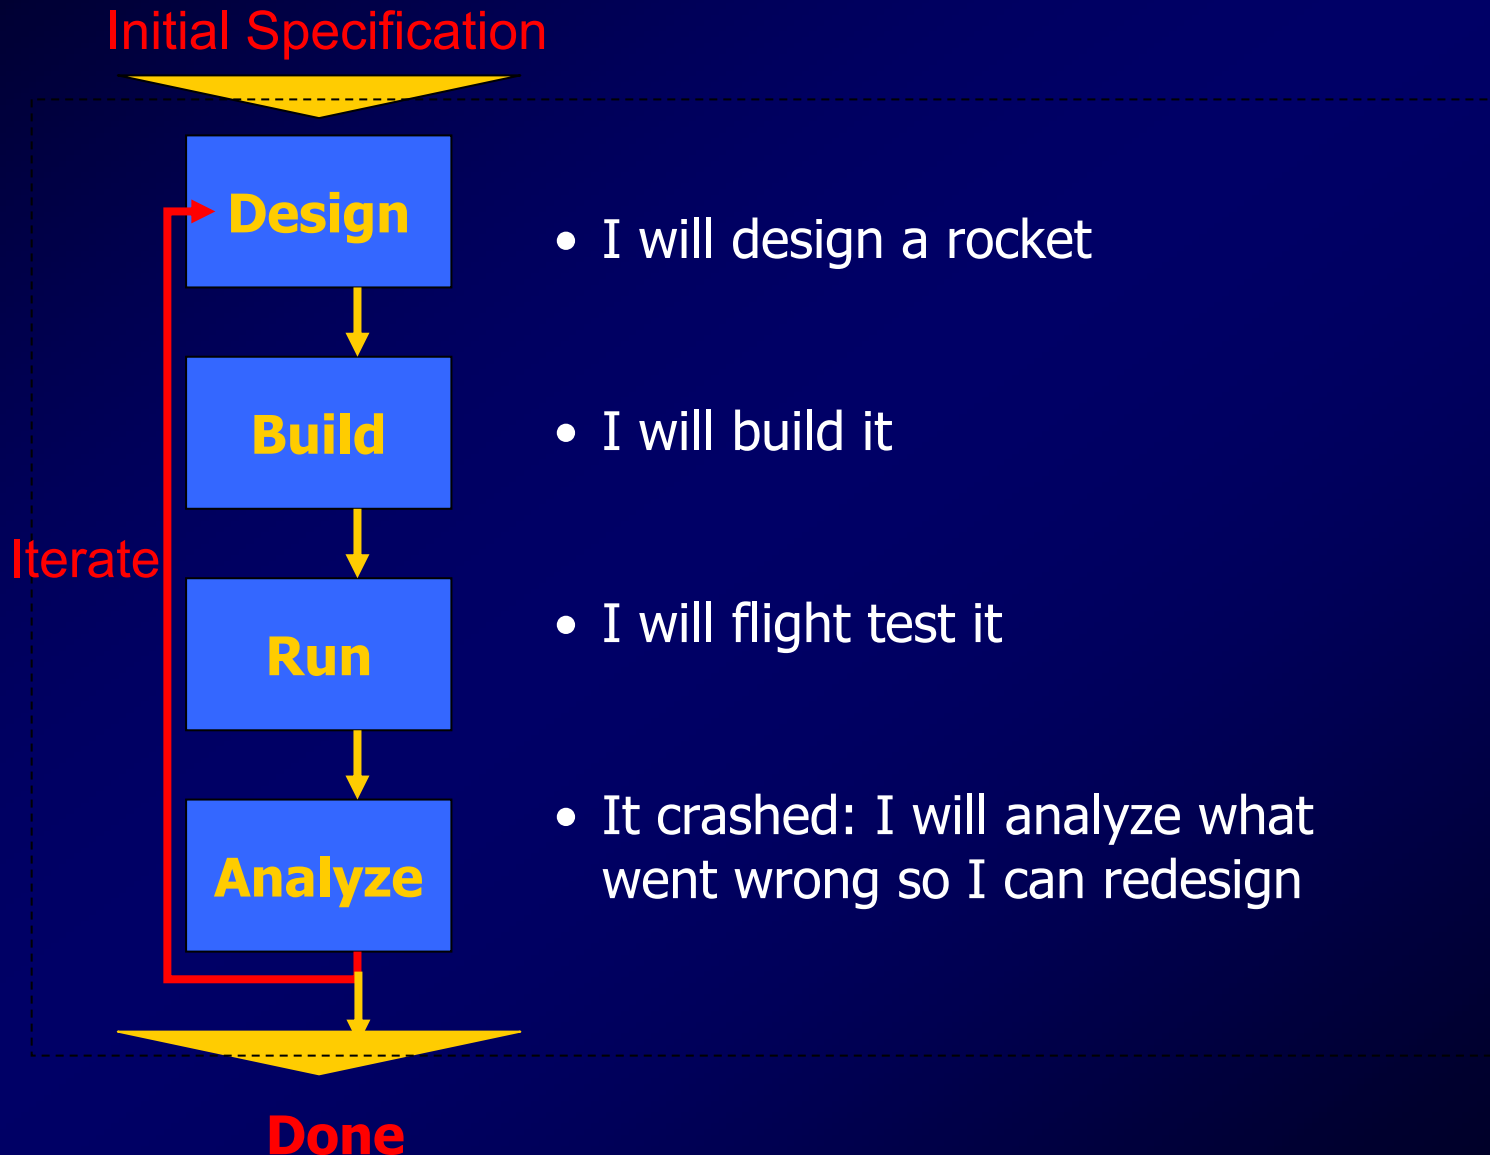 Initial Specification
Design
• I will design a rocket
Build
• I will build it
Iterate
Run
• I will flight test it
Analyze
• It crashed: I will analyze what
went wrong so I can redesign
Done